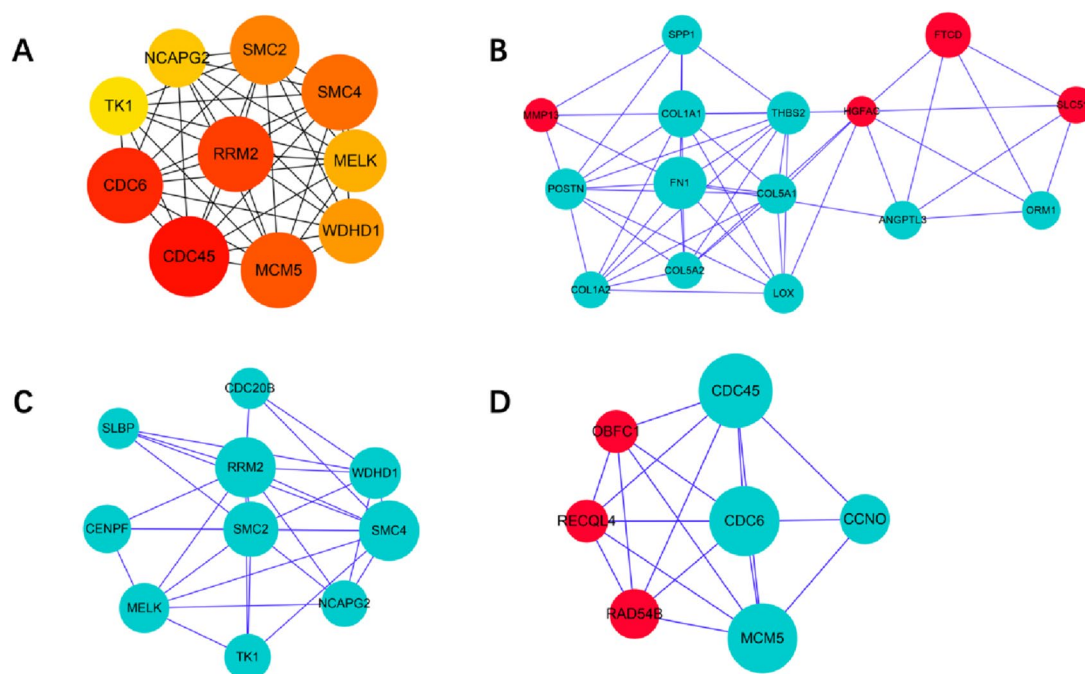 A
NCAPG2
SMC2
SMC4
TK1
RRM2
MELK
CDC6
WDHD1
CDC45
MCM5
B
SPP1
FTCD
MMP13
COL1A1
THBS2
HGFAC
POSTN
FN1
COL5A1
ANGPTL3
ORM1
COL1A2
COL5A2
LOX
C
CDC20B
SLBP
RRM2
WDHD1
CENPF
SMC2
SMC4
MELK
NCAPG2
TK1
D
CDC45
OBFC1
RECQL4
CDC6
CCNO
RAD54B
MCM5